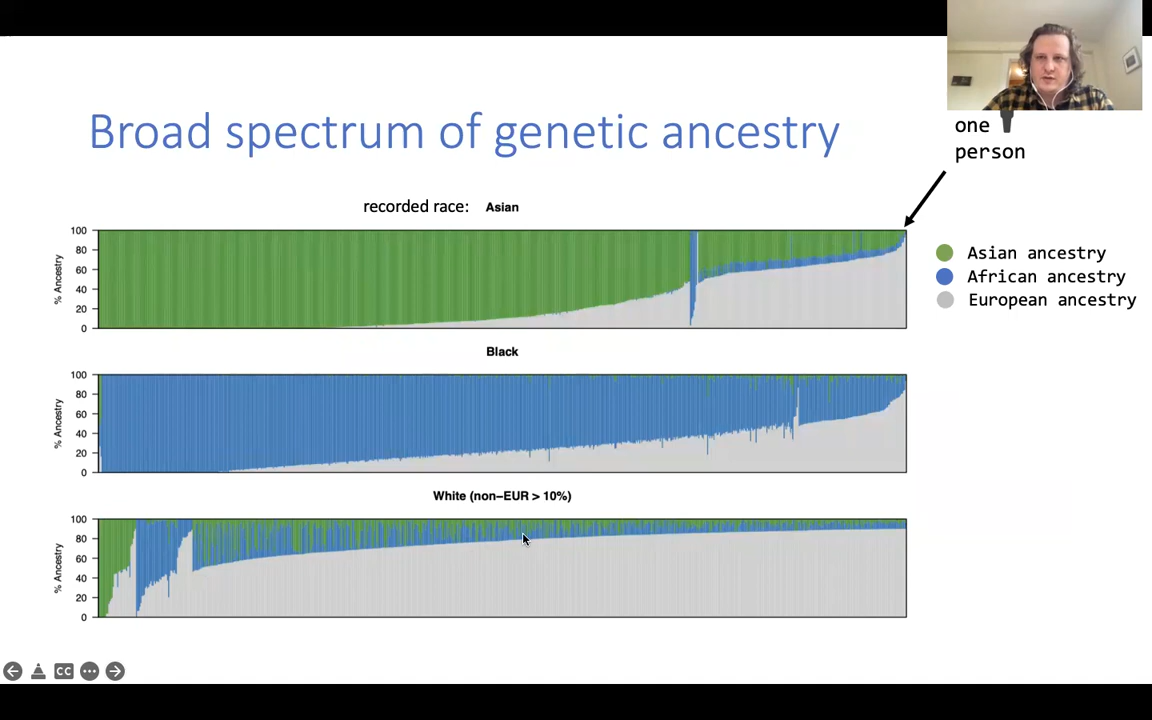 Broad spectrum of genetic ancestry
one
person
recorded race: Asian
100
80
60
40
20
0
% Ancestry
Asian ancestry
African ancestry
European ancestry
Black
100
80
60
40
20
0
% Ancestry
White (non−EUR > 10%)
100
80
60
40
20
0
% Ancestry
CC